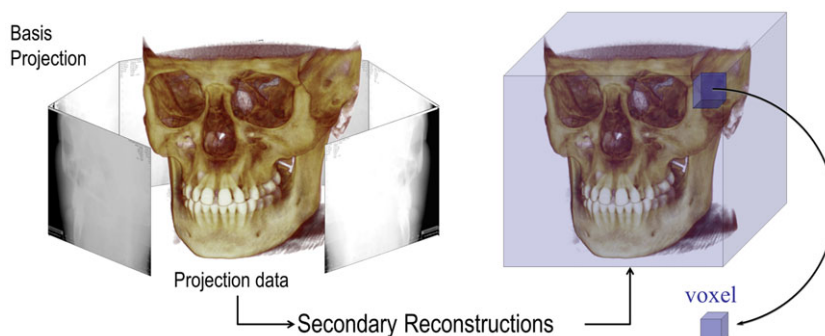 Basis
Projection
Projection data
Secondary Reconstructions
voxel